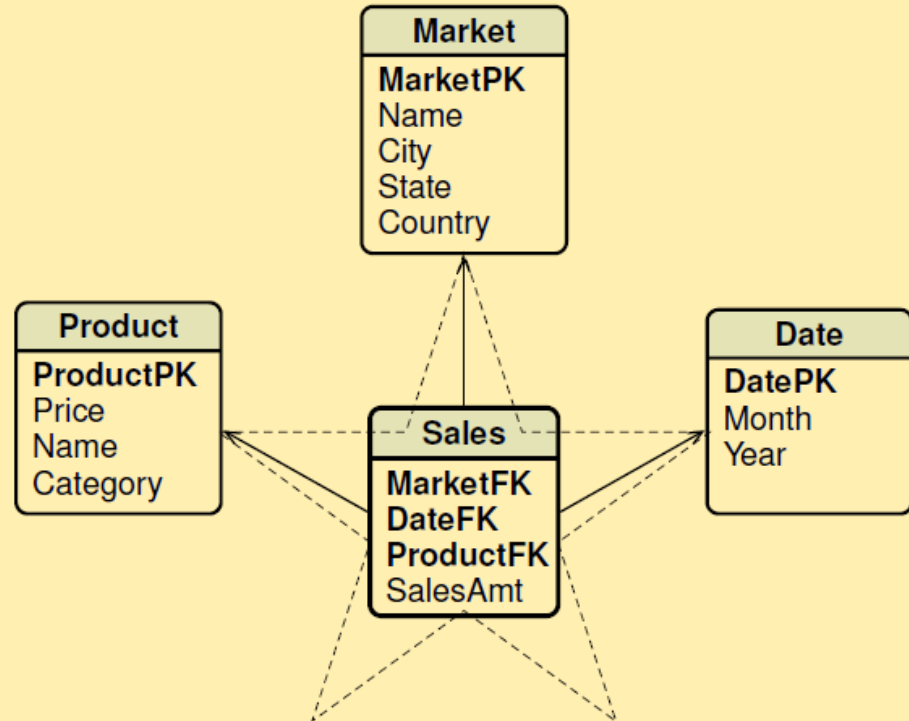 Market
MarketPK
Name
City
State
Country
Product
ProductPK
Price
Name
Category
Sales
MarketFK
DateFK
ProductFK
SalesAmt
Date
DatePK
Month
Year